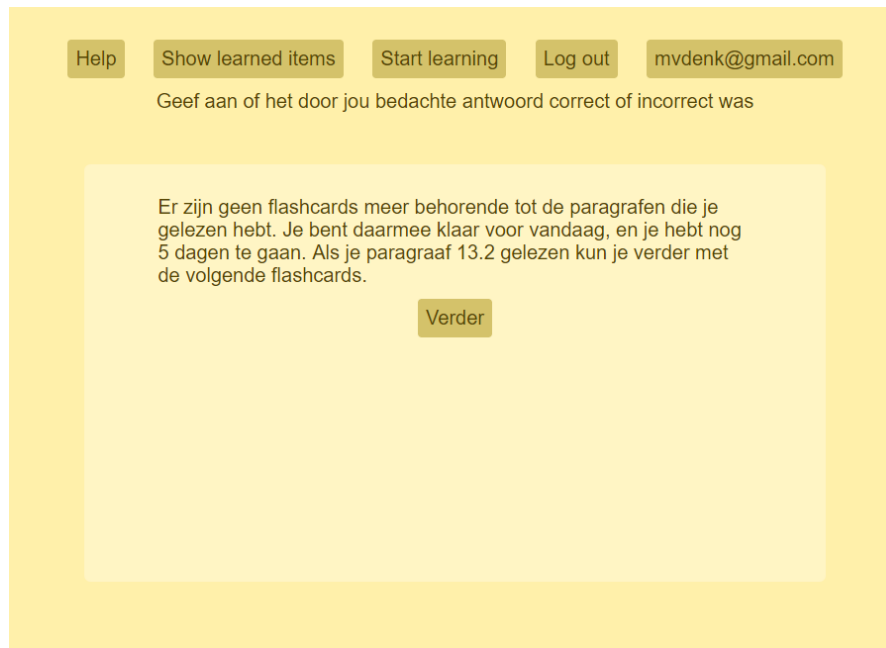 Help Show learned items Start learning Log out mvdenk@gmail.com
Geef aan of het door jou bedachte antwoord correct of incorrect was
Er zijn geen flashcards meer behorende tot de paragrafen die je
gelezen hebt. Je bent daarmee klaar voor vandaag, en je hebt nog
5 dagen te gaan. Als je paragraaf 13.2 gelezen kun je verder met
de volgende flashcards.
Verder